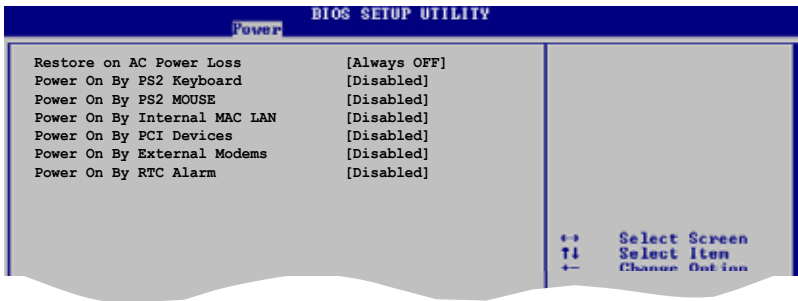 BIOS SETUP UTILITY
Power
Restore on AC Power Loss [Always OFF]
Power On By PS2 Keyboard [Disabled]
Power On By PS2 MOUSE [Disabled]
Power On By Internal MAC LAN [Disabled]
Power On By PCI Devices [Disabled]
Power On By External Modems [Disabled]
Power On By RTC Alarm [Disabled]
←→ Select Screen
↑↓ Select Item
+- Change Option